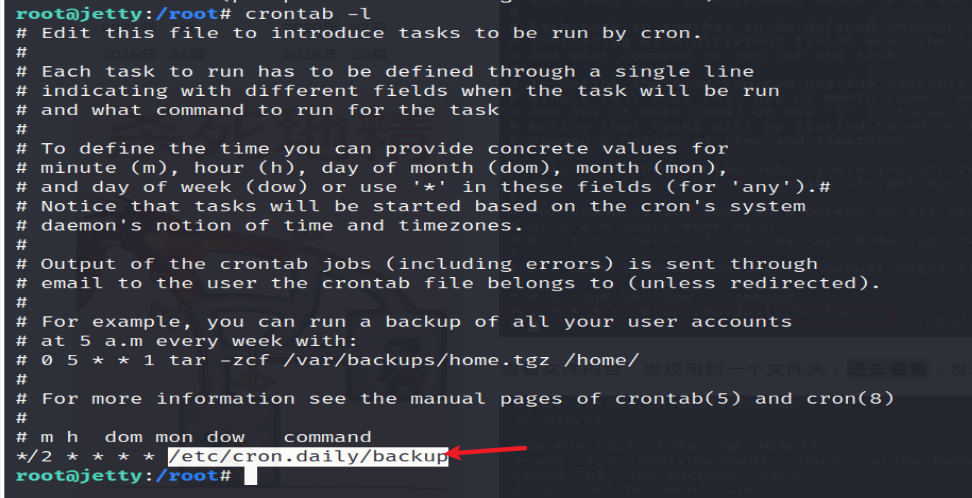 root@jetty:/root# crontab -l
# Edit this file to introduce tasks to be run by cron.
#
# Each task to run has to be defined through a single line
# indicating with different fields when the task will be run
# and what command to run for the task
#
# To define the time you can provide concrete values for
# minute (m), hour (h), day of month (dom), month (mon),
# and day of week (dow) or use '*' in these fields (for 'any').#
# Notice that tasks will be started based on the cron's system
# daemon's notion of time and timezones.
#
# Output of the crontab jobs (including errors) is sent through
# email to the user the crontab file belongs to (unless redirected).
#
# For example, you can run a backup of all your user accounts
# at 5 a.m every week with:
# 0 5 * * 1 tar -zcf /var/backups/home.tgz /home/
#
# For more information see the manual pages of crontab(5) and cron(8)
#
# m h  dom mon dow   command
*/2 * * * * /etc/cron.daily/backup
root@jetty:/root#